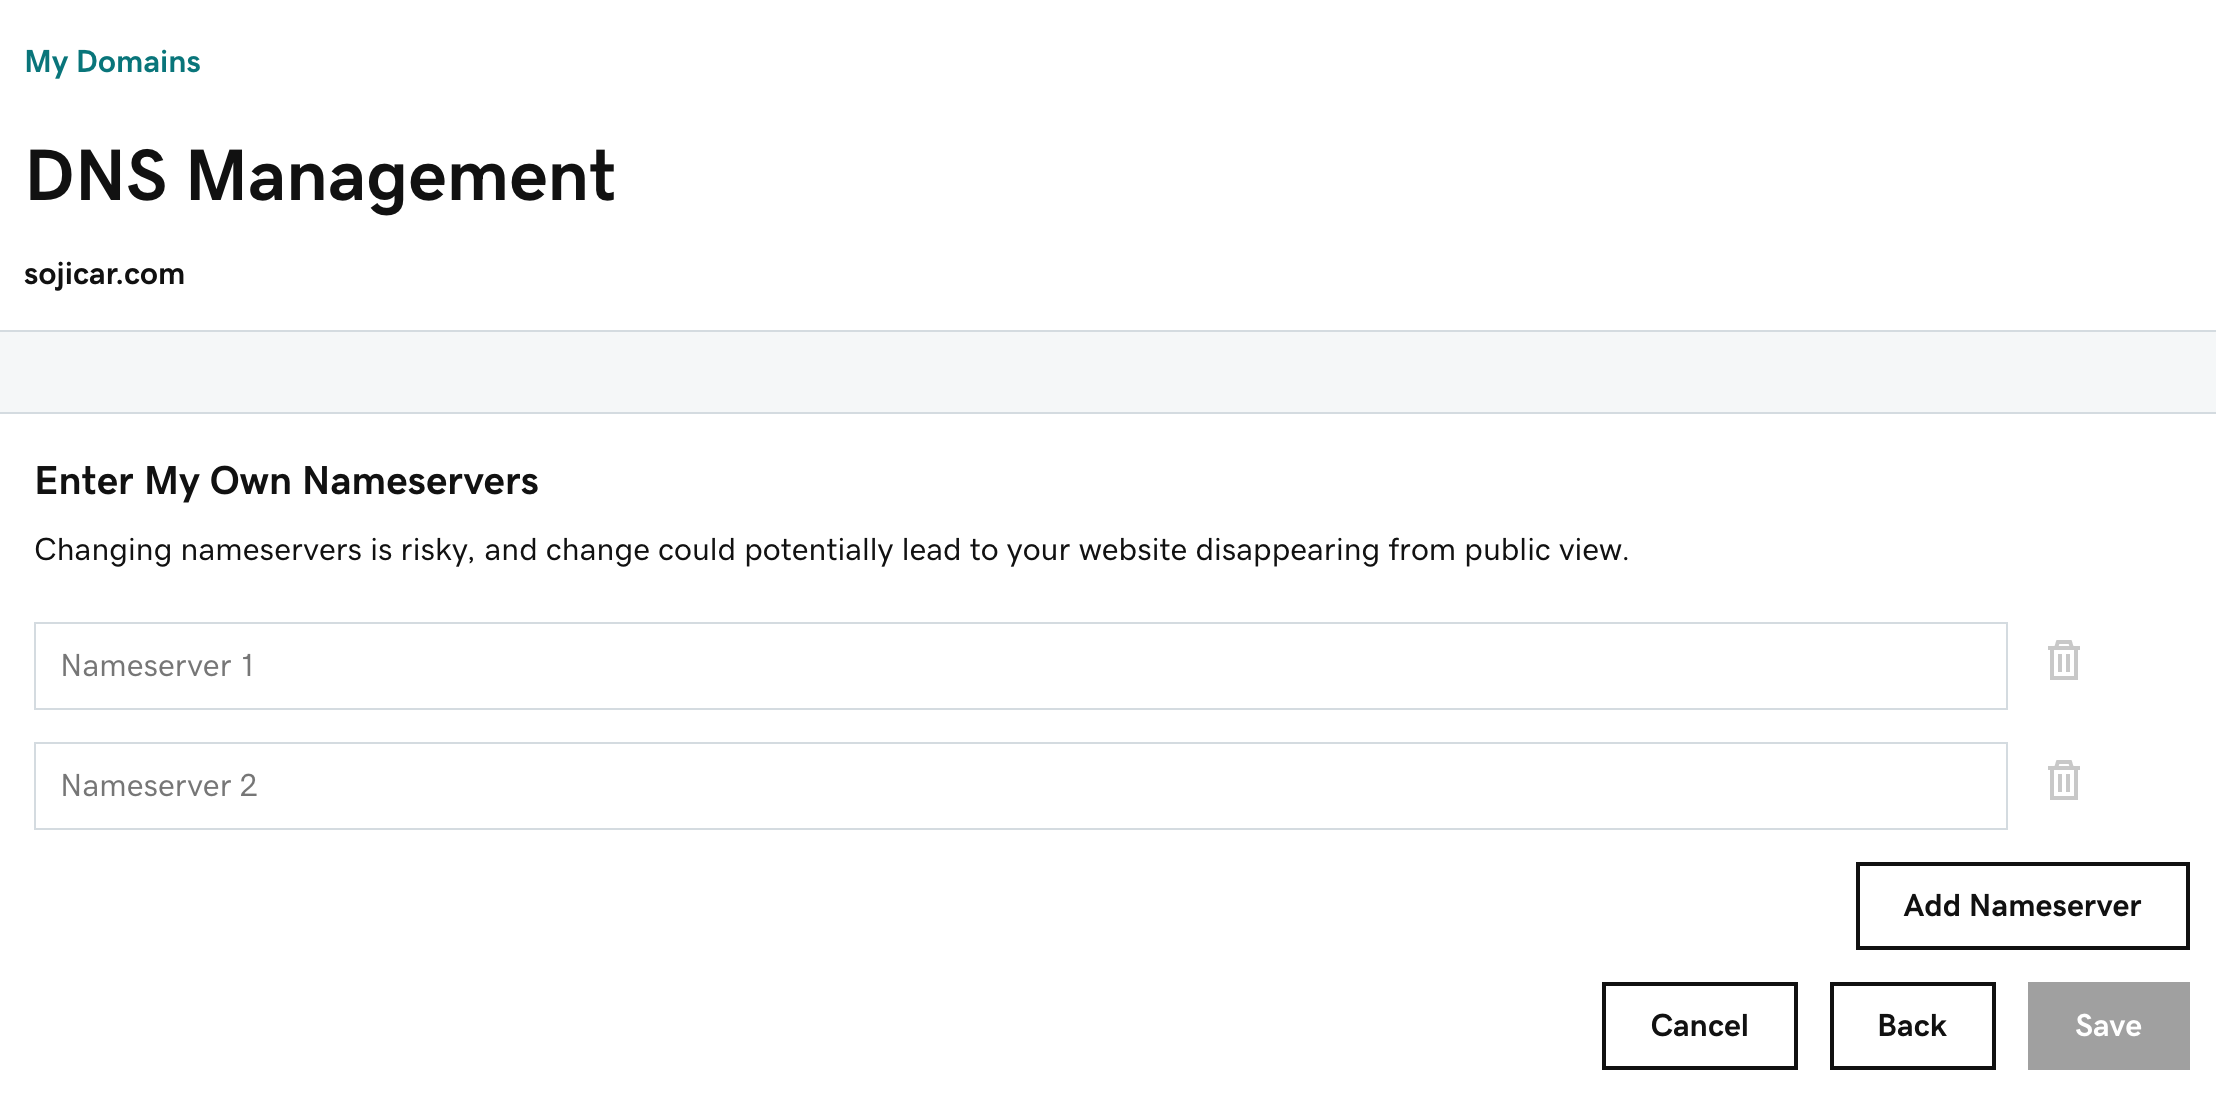 My Domains
DNS Management
sojicar.com
Enter My Own Nameservers
Changing nameservers is risky, and change could potentially lead to your website disappearing from public view.
Nameserver 1
Nameserver 2
Add Nameserver
Cancel Back Save